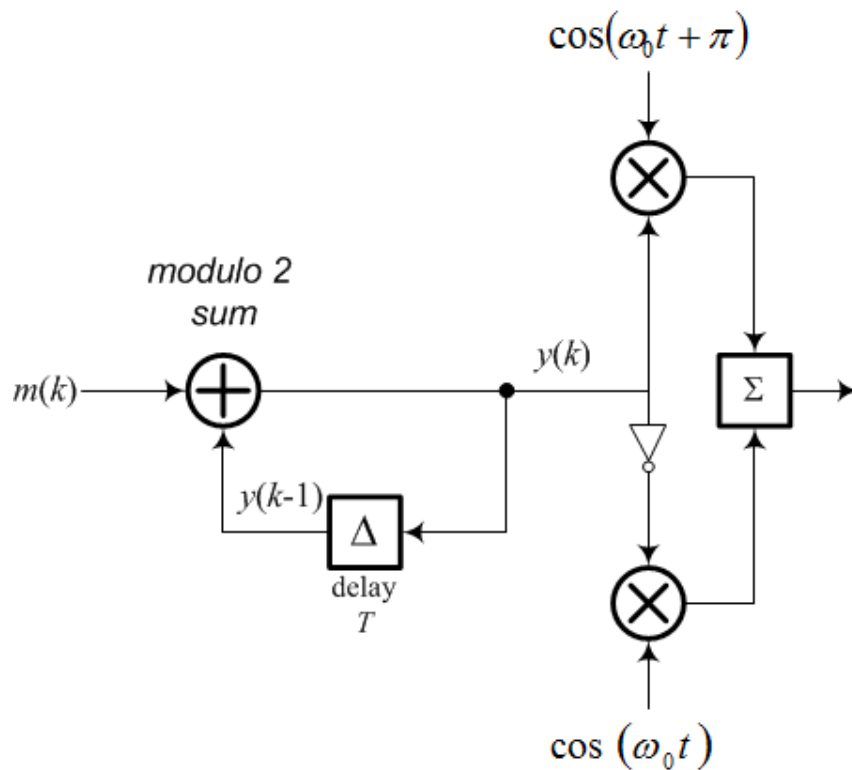 cos(ω₀t + π)
modulo 2
sum
m(k)
y(k)
Σ
y(k-1)
Δ
delay
T
cos (ω₀t)